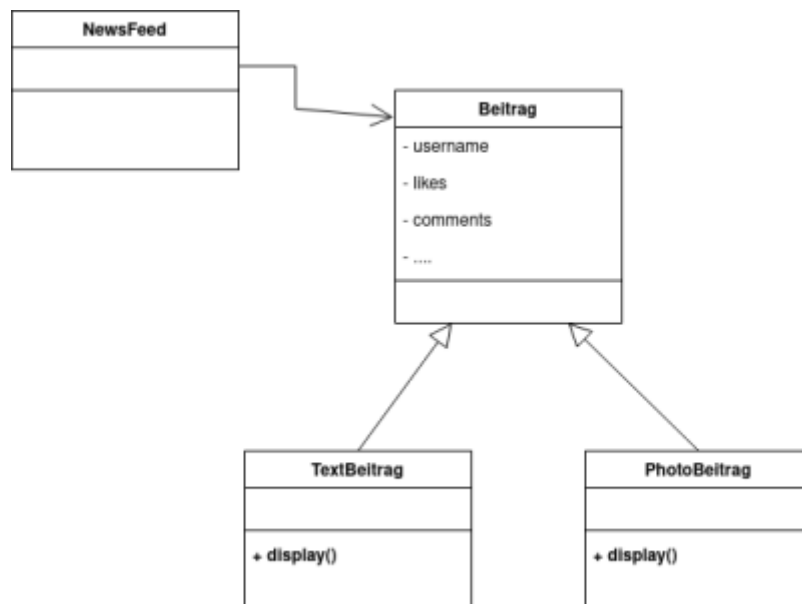 NewsFeed
Beitrag
- username
- likes
- comments
- ....
TextBeitrag
+ display()
PhotoBeitrag
+ display()